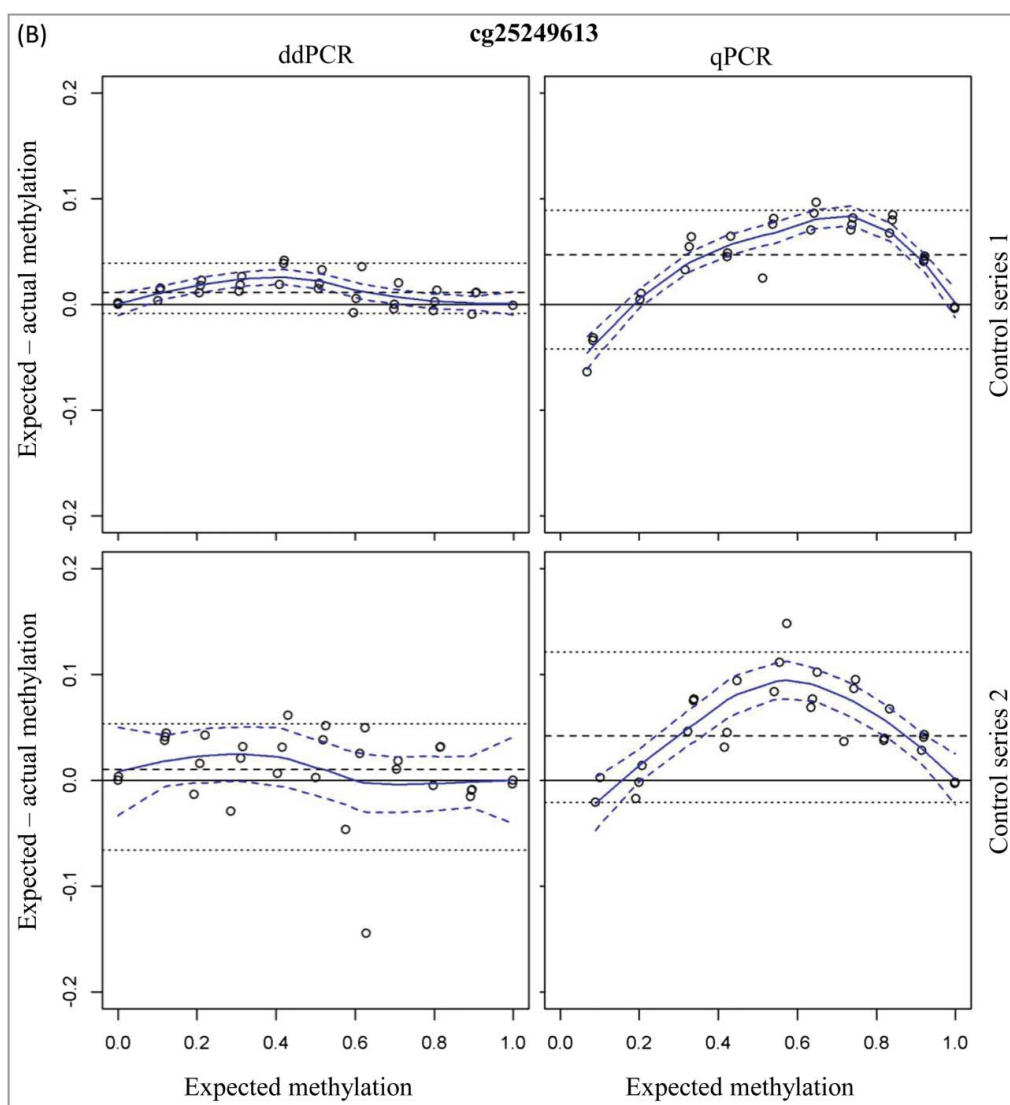 (B)
cg25249613
ddPCR
qPCR
Expected – actual methylation
0.2
0.1
0.0
-0.1
-0.2
Control series 1
Expected – actual methylation
0.2
0.1
0.0
-0.1
-0.2
Control series 2
0.0 0.2 0.4 0.6 0.8 1.0
0.0 0.2 0.4 0.6 0.8 1.0
Expected methylation
Expected methylation